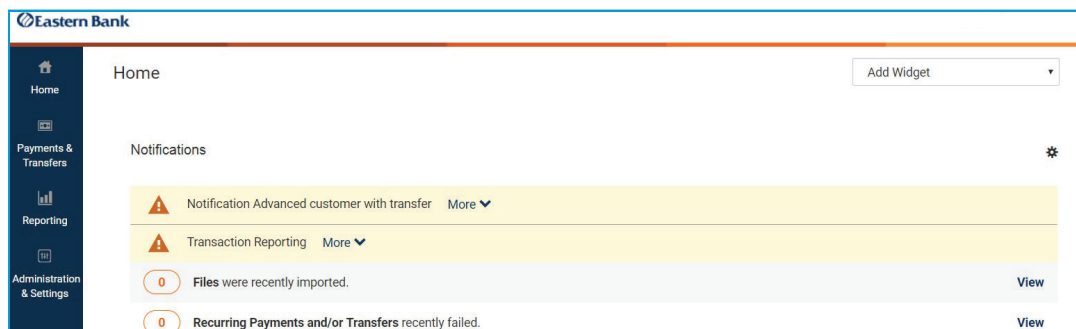 Eastern Bank
Home
Add Widget
Home
Payments & Transfers
Reporting
Administration & Settings
Notifications
Notification Advanced customer with transfer More
Transaction Reporting More
0 Files were recently imported. View
0 Recurring Payments and/or Transfers recently failed. View